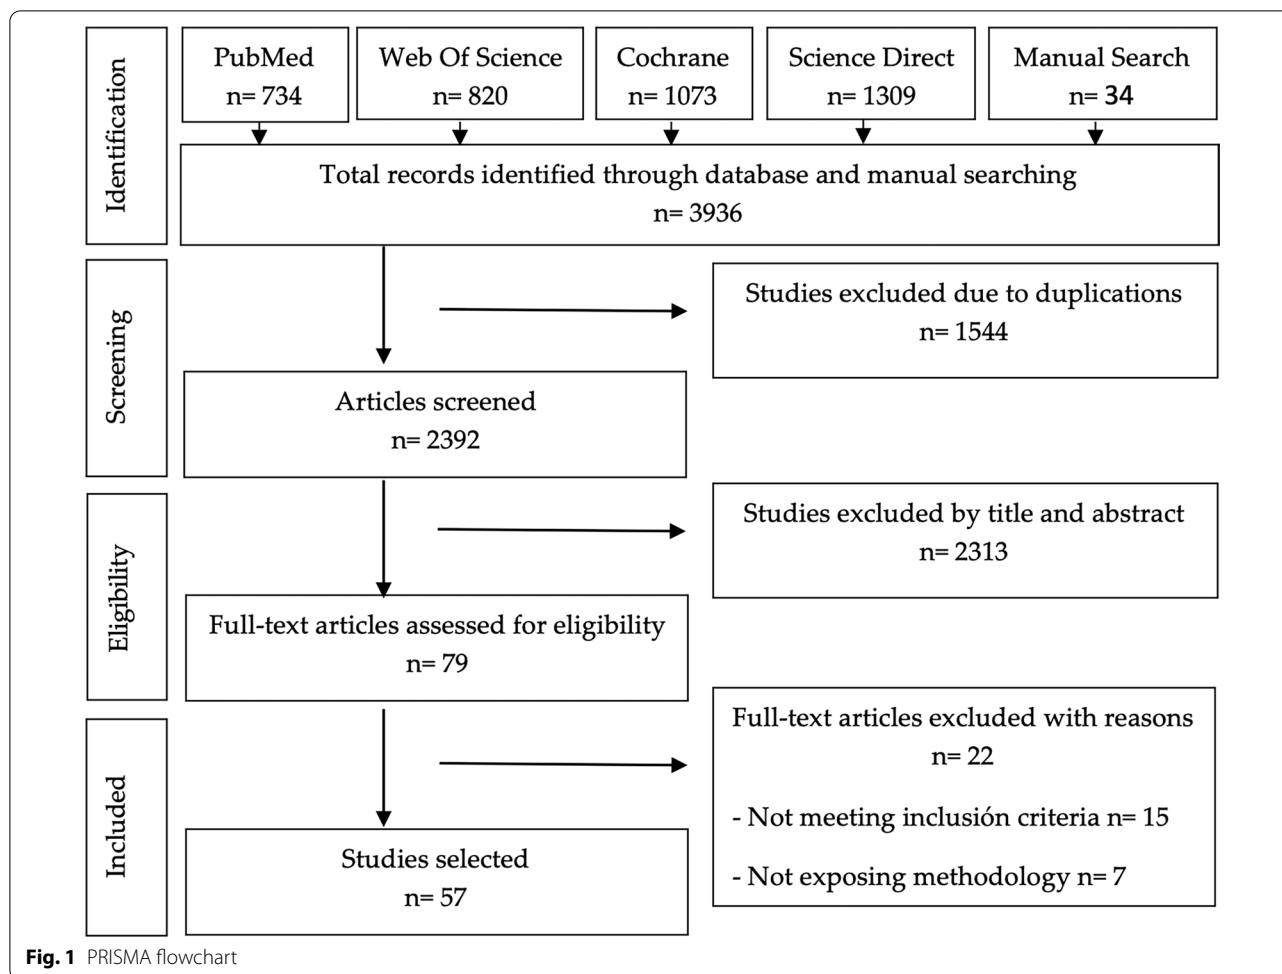 Identification
PubMed
n= 734
Web Of Science
n= 820
Cochrane
n= 1073
Science Direct
n= 1309
Manual Search
n= 34
Total records identified through database and manual searching
n= 3936
Screening
Studies excluded due to duplications
n= 1544
Articles screened
n= 2392
Eligibility
Studies excluded by title and abstract
n= 2313
Full-text articles assessed for eligibility
n= 79
Included
Full-text articles excluded with reasons
n= 22
- Not meeting inclusión criteria n= 15
- Not exposing methodology n= 7
Studies selected
n= 57
Fig. 1 PRISMA flowchart